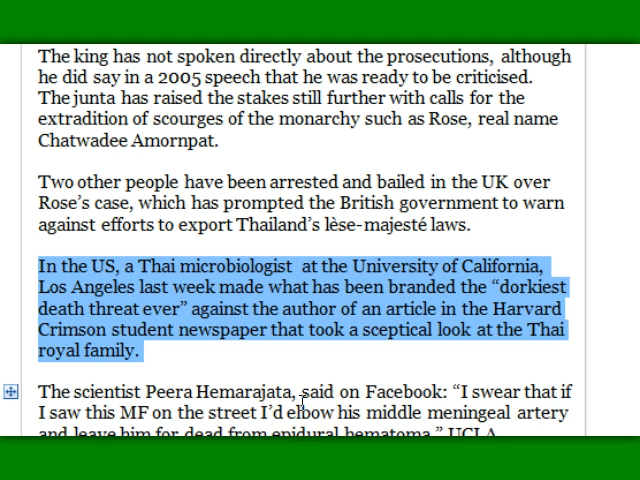 The king has not spoken directly about the prosecutions, although
he did say in a 2005 speech that he was ready to be criticised.
The junta has raised the stakes still further with calls for the
extradition of scourges of the monarchy such as Rose, real name
Chatwadee Amornpat.
Two other people have been arrested and bailed in the UK over
Rose’s case, which has prompted the British government to warn
against efforts to export Thailand’s lèse-majesté laws.
In the US, a Thai microbiologist at the University of California,
Los Angeles last week made what has been branded the “dorkiest
death threat ever” against the author of an article in the Harvard
Crimson student newspaper that took a sceptical look at the Thai
royal family.
The scientist Peera Hemarajata, said on Facebook: “I swear that if
I saw this MF on the street I’d elbow his middle meningeal artery
and leave him for dead from epidural hematoma.” UCLA